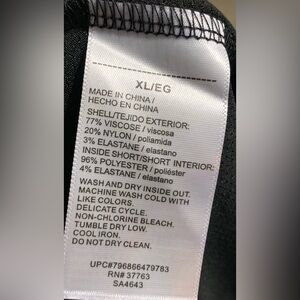 XL/EG
MADE IN CHINA /
HECHO EN CHINA
SHELL/TEJIDO EXTERIOR:
77% VISCOSE / viscosa
20% NYLON / poliamida
3% ELASTANE / elastano
INSIDE SHORT/SHORT INTERIOR:
96% POLYESTER / poliéster
4% ELASTANE / elastano
WASH AND DRY INSIDE OUT.
MACHINE WASH COLD WITH
LIKE COLORS.
DELICATE CYCLE.
NON-CHLORINE BLEACH.
TUMBLE DRY LOW.
COOL IRON.
DO NOT DRY CLEAN.
UPC#796866479783
RN# 37763
SA4643